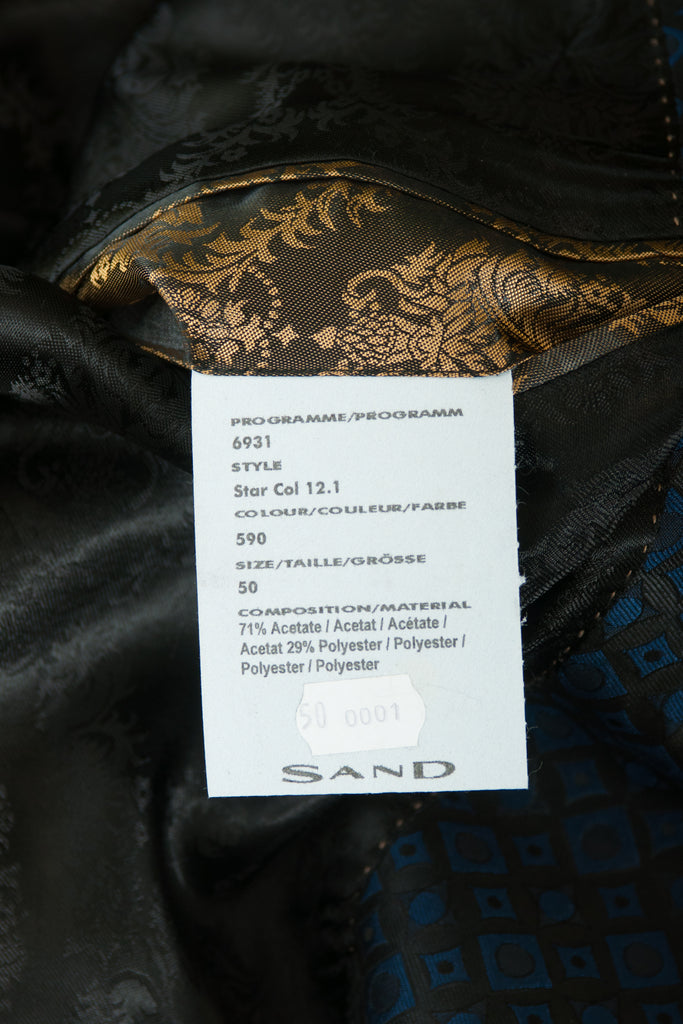 PROGRAMME/PROGRAMM
6931
STYLE
Star Col 12.1
COLOUR/COULEUR/FARBE
590
SIZE/TAILLE/GRÖSSE
50
COMPOSITION/MATERIAL
71% Acetate / Acetat / Acétate /
Acetat 29% Polyester / Polyester /
Polyester / Polyester
50 0001
SAND